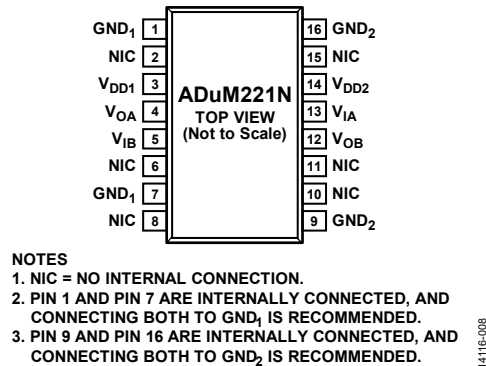 GND1 1 16 GND2
NIC 2 15 NIC
VDD1 3 14 VDD2
VOA 4 13 VIA
VIB 5 12 VOB
NIC 6 11 NIC
GND1 7 10 NIC
NIC 8 9 GND2
ADuM221N
TOP VIEW
(Not to Scale)
NOTES
1. NIC = NO INTERNAL CONNECTION.
2. PIN 1 AND PIN 7 ARE INTERNALLY CONNECTED, AND
CONNECTING BOTH TO GND1 IS RECOMMENDED.
3. PIN 9 AND PIN 16 ARE INTERNALLY CONNECTED, AND
CONNECTING BOTH TO GND2 IS RECOMMENDED.
14116-008